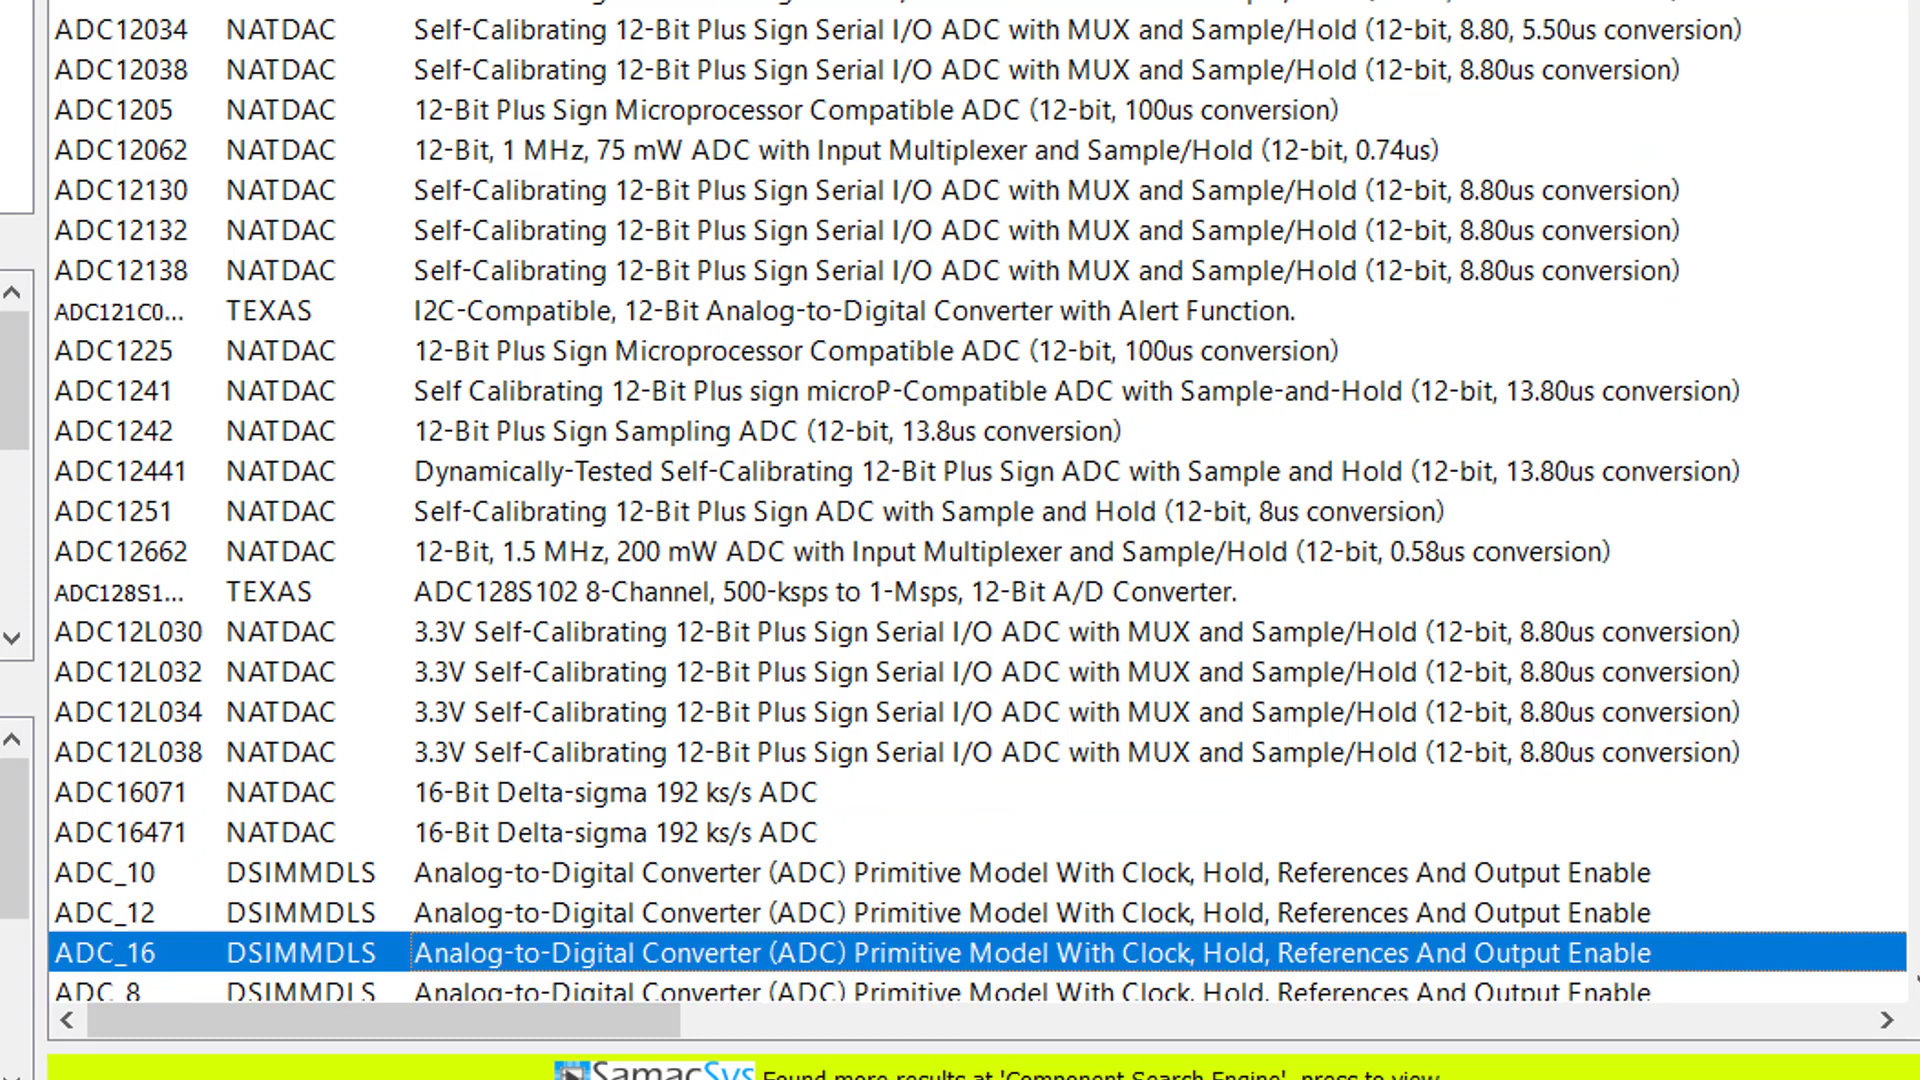 ADC12034 NATDAC Self-Calibrating 12-Bit Plus Sign Serial I/O ADC with MUX and Sample/Hold (12-bit, 8.80, 5.50us conversion)
ADC12038 NATDAC Self-Calibrating 12-Bit Plus Sign Serial I/O ADC with MUX and Sample/Hold (12-bit, 8.80us conversion)
ADC1205 NATDAC 12-Bit Plus Sign Microprocessor Compatible ADC (12-bit, 100us conversion)
ADC12062 NATDAC 12-Bit, 1 MHz, 75 mW ADC with Input Multiplexer and Sample/Hold (12-bit, 0.74us)
ADC12130 NATDAC Self-Calibrating 12-Bit Plus Sign Serial I/O ADC with MUX and Sample/Hold (12-bit, 8.80us conversion)
ADC12132 NATDAC Self-Calibrating 12-Bit Plus Sign Serial I/O ADC with MUX and Sample/Hold (12-bit, 8.80us conversion)
ADC12138 NATDAC Self-Calibrating 12-Bit Plus Sign Serial I/O ADC with MUX and Sample/Hold (12-bit, 8.80us conversion)
ADC121C0... TEXAS I2C-Compatible, 12-Bit Analog-to-Digital Converter with Alert Function.
ADC1225 NATDAC 12-Bit Plus Sign Microprocessor Compatible ADC (12-bit, 100us conversion)
ADC1241 NATDAC Self Calibrating 12-Bit Plus sign microP-Compatible ADC with Sample-and-Hold (12-bit, 13.80us conversion)
ADC1242 NATDAC 12-Bit Plus Sign Sampling ADC (12-bit, 13.8us conversion)
ADC12441 NATDAC Dynamically-Tested Self-Calibrating 12-Bit Plus Sign ADC with Sample and Hold (12-bit, 13.80us conversion)
ADC1251 NATDAC Self-Calibrating 12-Bit Plus Sign ADC with Sample and Hold (12-bit, 8us conversion)
ADC12662 NATDAC 12-Bit, 1.5 MHz, 200 mW ADC with Input Multiplexer and Sample/Hold (12-bit, 0.58us conversion)
ADC128S1... TEXAS ADC128S102 8-Channel, 500-ksps to 1-Msps, 12-Bit A/D Converter.
ADC12L030 NATDAC 3.3V Self-Calibrating 12-Bit Plus Sign Serial I/O ADC with MUX and Sample/Hold (12-bit, 8.80us conversion)
ADC12L032 NATDAC 3.3V Self-Calibrating 12-Bit Plus Sign Serial I/O ADC with MUX and Sample/Hold (12-bit, 8.80us conversion)
ADC12L034 NATDAC 3.3V Self-Calibrating 12-Bit Plus Sign Serial I/O ADC with MUX and Sample/Hold (12-bit, 8.80us conversion)
ADC12L038 NATDAC 3.3V Self-Calibrating 12-Bit Plus Sign Serial I/O ADC with MUX and Sample/Hold (12-bit, 8.80us conversion)
ADC16071 NATDAC 16-Bit Delta-sigma 192 ks/s ADC
ADC16471 NATDAC 16-Bit Delta-sigma 192 ks/s ADC
ADC_10 DSIMMDLS Analog-to-Digital Converter (ADC) Primitive Model With Clock, Hold, References And Output Enable
ADC_12 DSIMMDLS Analog-to-Digital Converter (ADC) Primitive Model With Clock, Hold, References And Output Enable
ADC_16 DSIMMDLS Analog-to-Digital Converter (ADC) Primitive Model With Clock, Hold, References And Output Enable
ADC_8 DSIMMDLS Analog-to-Digital Converter (ADC) Primitive Model With Clock, Hold, References And Output Enable
SamacSys Found more results at 'Component Search Engine', press to view